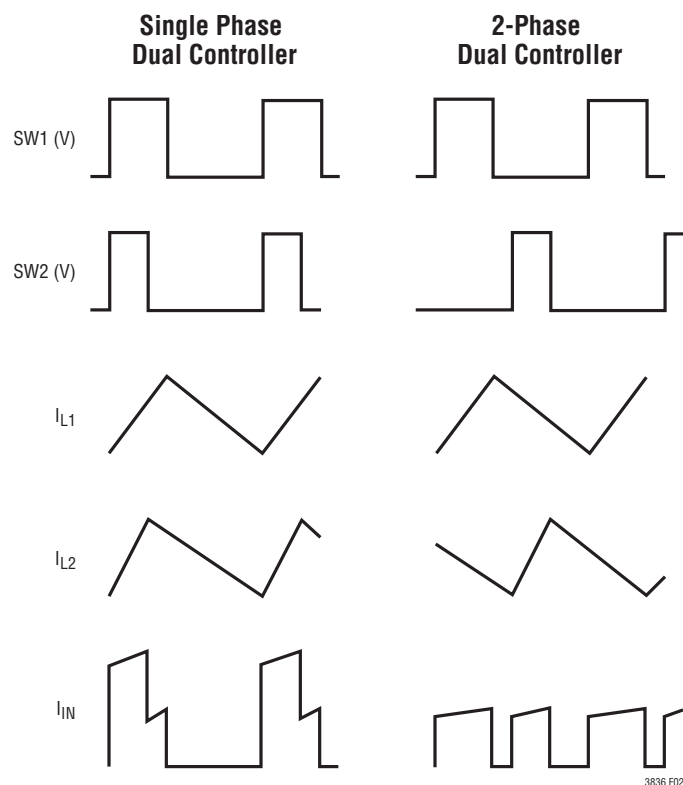 Single Phase
Dual Controller
2-Phase
Dual Controller
SW1 (V)
SW2 (V)
IL1
IL2
IIN
3836 F02